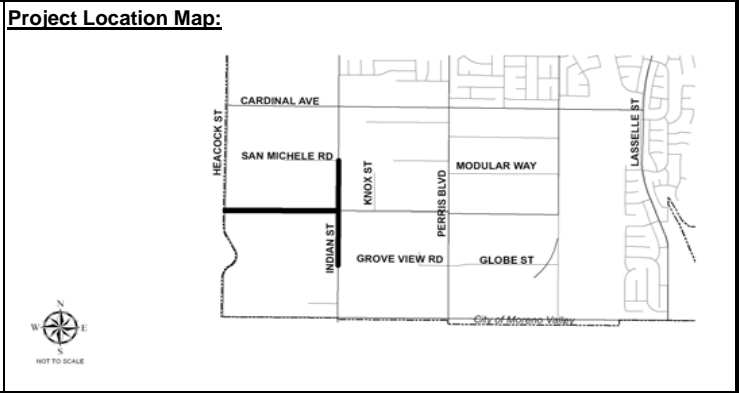 Project Location Map:
CARDINAL AVE
HEACOCK ST
LASSELLE ST
SAN MICHELE RD
KNOX ST
MODULAR WAY
PERRIS BLVD
INDIAN ST
GROVE VIEW RD
GLOBE ST
City of Moreno Valley
N
W E
S
NOT TO SCALE